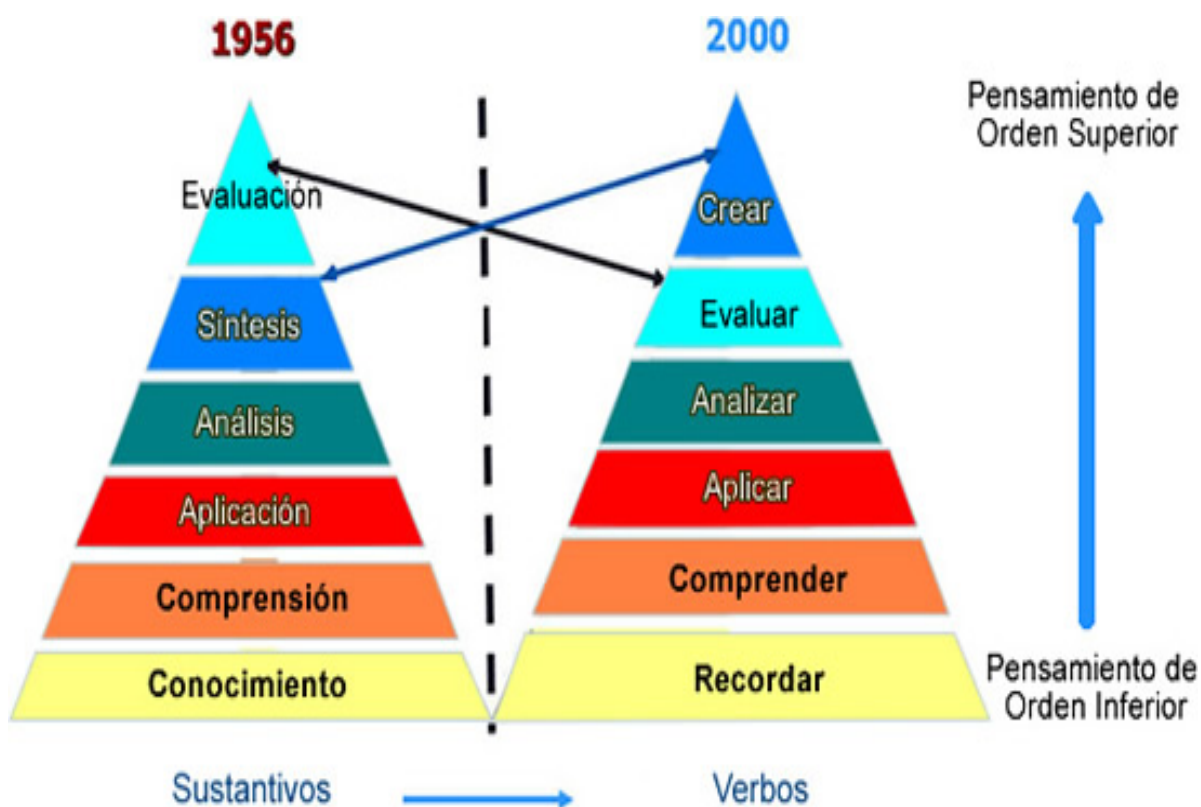 1956
2000
Pensamiento de
Orden Superior
Evaluación
Síntesis
Análisis
Aplicación
Comprensión
Conocimiento
Crear
Evaluar
Analizar
Aplicar
Comprender
Recordar
Pensamiento de
Orden Inferior
Sustantivos
Verbos